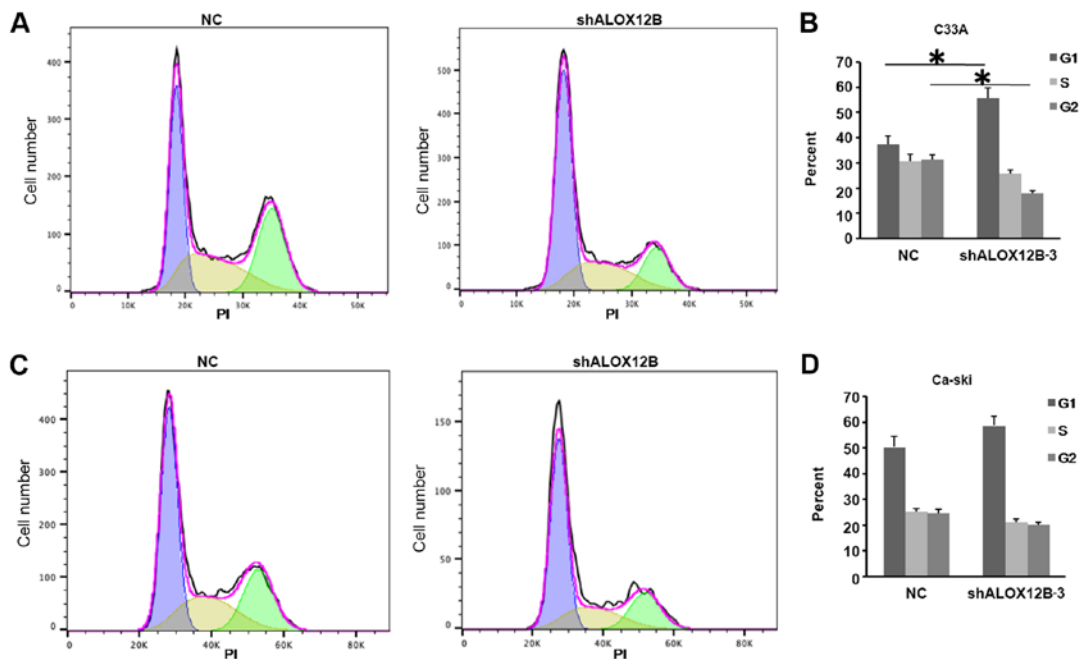 A
NC
Cell number
400
300
200
100
0
0
10K
20K
30K
40K
50K
PI
shALOX12B
Cell number
500
400
300
200
100
0
0
10K
20K
30K
40K
50K
PI
B
C33A
Percent
70
60
50
40
30
20
10
0
* *
NC shALOX12B-3
G1
S
G2
C
NC
Cell number
400
300
200
100
0
0
20K
40K
60K
80K
PI
shALOX12B
Cell number
150
100
50
0
0
20K
40K
60K
80K
PI
D
Ca-ski
Percent
70
60
50
40
30
20
10
0
NC shALOX12B-3
G1
S
G2